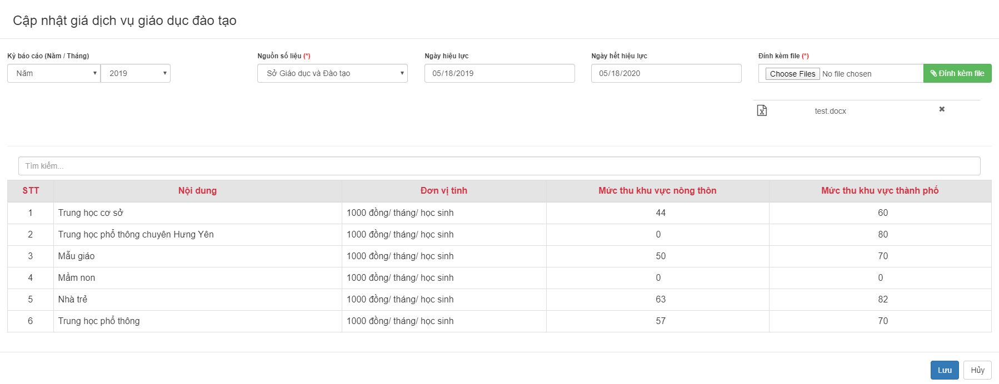 Cập nhật giá dịch vụ giáo dục đào tạo
Kỳ báo cáo (Năm / Tháng)
Năm 2019
Nguồn số liệu (*)
Sở Giáo dục và Đào tạo
Ngày hiệu lực
05/18/2019
Ngày hết hiệu lực
05/18/2020
Đính kèm file (*)
Choose Files No file chosen Đính kèm file
test.docx
Tìm kiếm...
STT Nội dung Đơn vị tính Mức thu khu vực nông thôn Mức thu khu vực thành phố
1 Trung học cơ sở 1000 đồng/ tháng/ học sinh 44 60
2 Trung học phổ thông chuyên Hưng Yên 1000 đồng/ tháng/ học sinh 0 80
3 Mẫu giáo 1000 đồng/ tháng/ học sinh 50 70
4 Mầm non 1000 đồng/ tháng/ học sinh 0 0
5 Nhà trẻ 1000 đồng/ tháng/ học sinh 63 82
6 Trung học phổ thông 1000 đồng/ tháng/ học sinh 57 70
Lưu Hủy